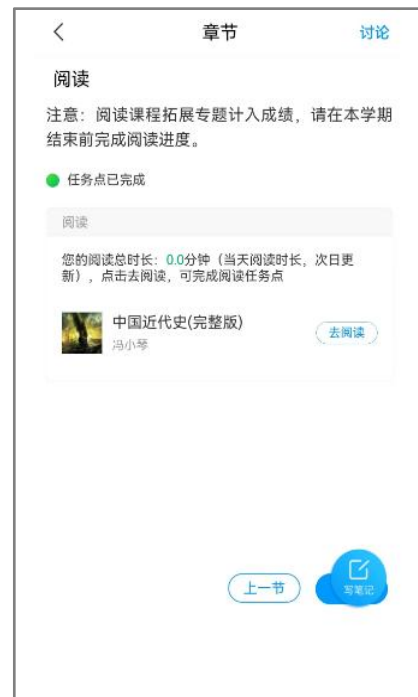 章节
讨论
阅读
注意：阅读课程拓展专题计入成绩，请在本学期
结束前完成阅读进度。
任务点已完成
阅读
您的阅读总时长：0.0分钟（当天阅读时长，次日更
新），点击去阅读，可完成阅读任务点
中国近代史(完整版)
冯小琴
去阅读
上一节
写笔记